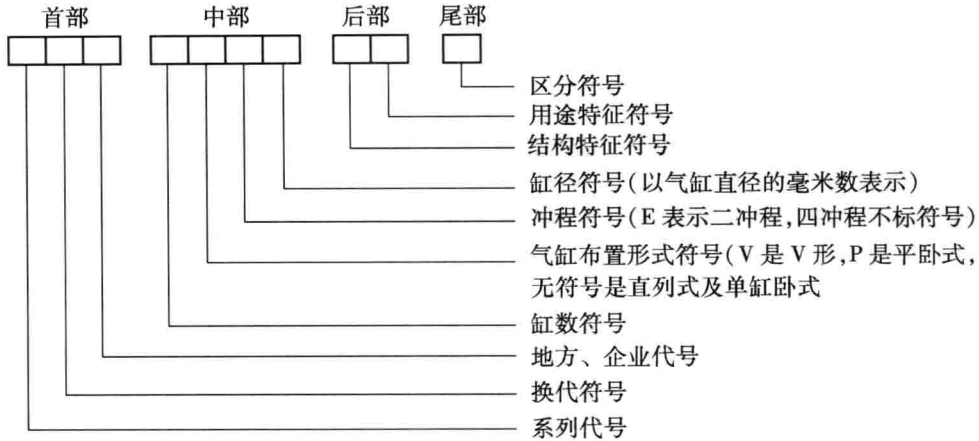 首部 中部 后部 尾部
区分符号
用途特征符号
结构特征符号
缸径符号(以气缸直径的毫米数表示)
冲程符号(E 表示二冲程,四冲程不标符号)
气缸布置形式符号(V 是 V 形,P 是平卧式,
无符号是直列式及单缸卧式
缸数符号
地方、企业代号
换代符号
系列代号